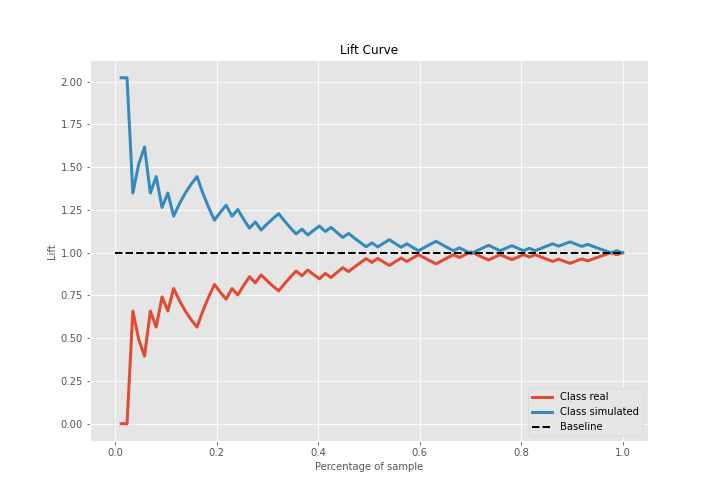 Lift Curve
2.00
1.75
1.50
1.25
1.00
0.75
0.50
0.25
0.00
Lift
0.0 0.2 0.4 0.6 0.8 1.0
Percentage of sample
Class real
Class simulated
Baseline